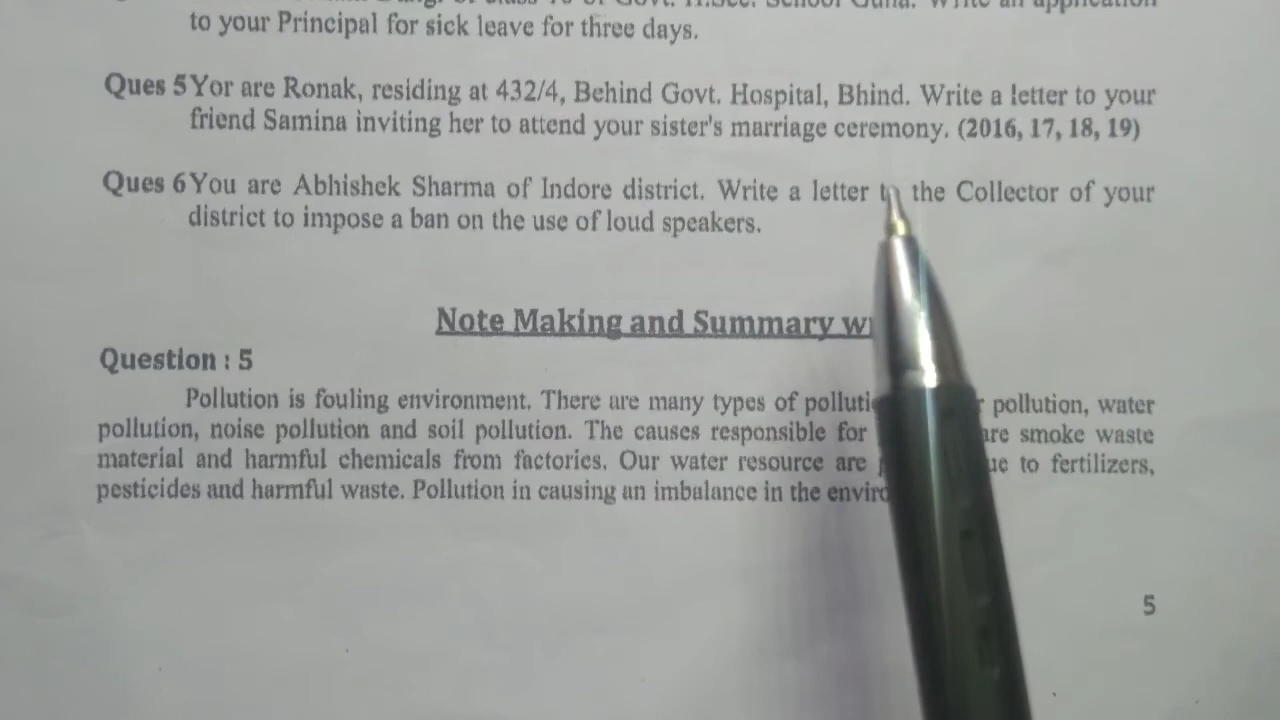 to your Principal for sick leave for three days.
Ques 5 Yor are Ronak, residing at 432/4, Behind Govt. Hospital, Bhind. Write a letter to your
friend Samina inviting her to attend your sister's marriage ceremony. (2016, 17, 18, 19)
Ques 6 You are Abhishek Sharma of Indore district. Write a letter to the Collector of your
district to impose a ban on the use of loud speakers.
Note Making and Summary
Question : 5
Pollution is fouling environment. There are many types of pollution, water
pollution, noise pollution and soil pollution. The causes responsible for are smoke waste
material and harmful chemicals from factories. Our water resource are to fertilizers,
pesticides and harmful waste. Pollution in causing an imbalance in the
5